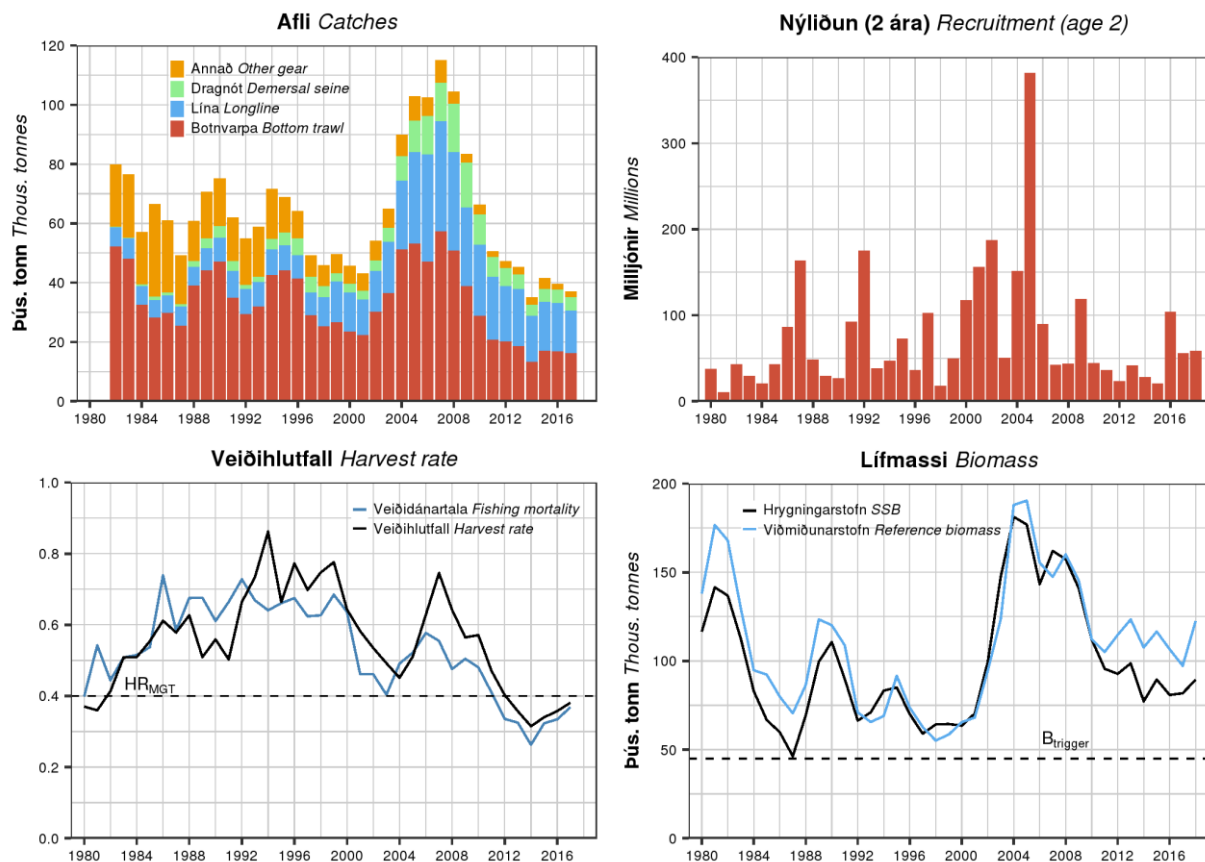 Afli Catches
Þús. tonn Thous. tonnes
120
100
80
60
40
20
0
Annað Other gear
Dragnót Demersal seine
Lína Longline
Botnvarpa Bottom trawl
1980 1984 1988 1992 1996 2000 2004 2008 2012 2016
Nýliðun (2 ára) Recruitment (age 2)
Milljónir Millions
400
300
200
100
0
1980 1984 1988 1992 1996 2000 2004 2008 2012 2016
Veiðihlutfall Harvest rate
1.0
0.8
0.6
0.4
0.2
0.0
Veiðidánartala Fishing mortality
Veiðihlutfall Harvest rate
HRMGT
1980 1984 1988 1992 1996 2000 2004 2008 2012 2016
Lífmassi Biomass
Þús. tonn Thous. tonnes
200
150
100
50
0
Hrygningarstofn SSB
Viðmiðunarstofn Reference biomass
Btrigger
1980 1984 1988 1992 1996 2000 2004 2008 2012 2016